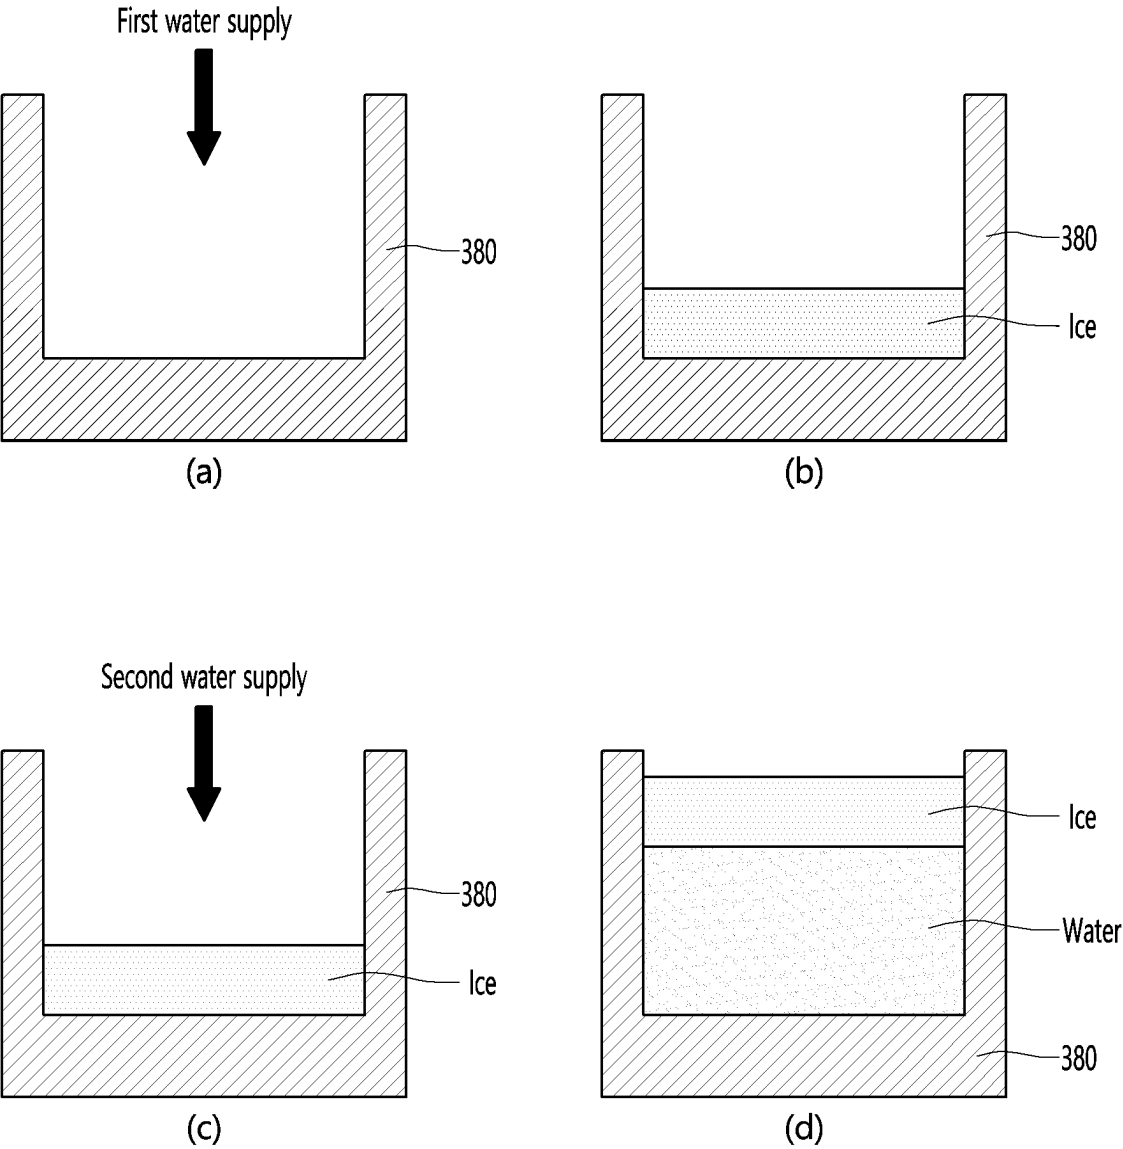 First water supply
380
(a)
380
Ice
(b)
Second water supply
380
Ice
(c)
Ice
Water
380
(d)